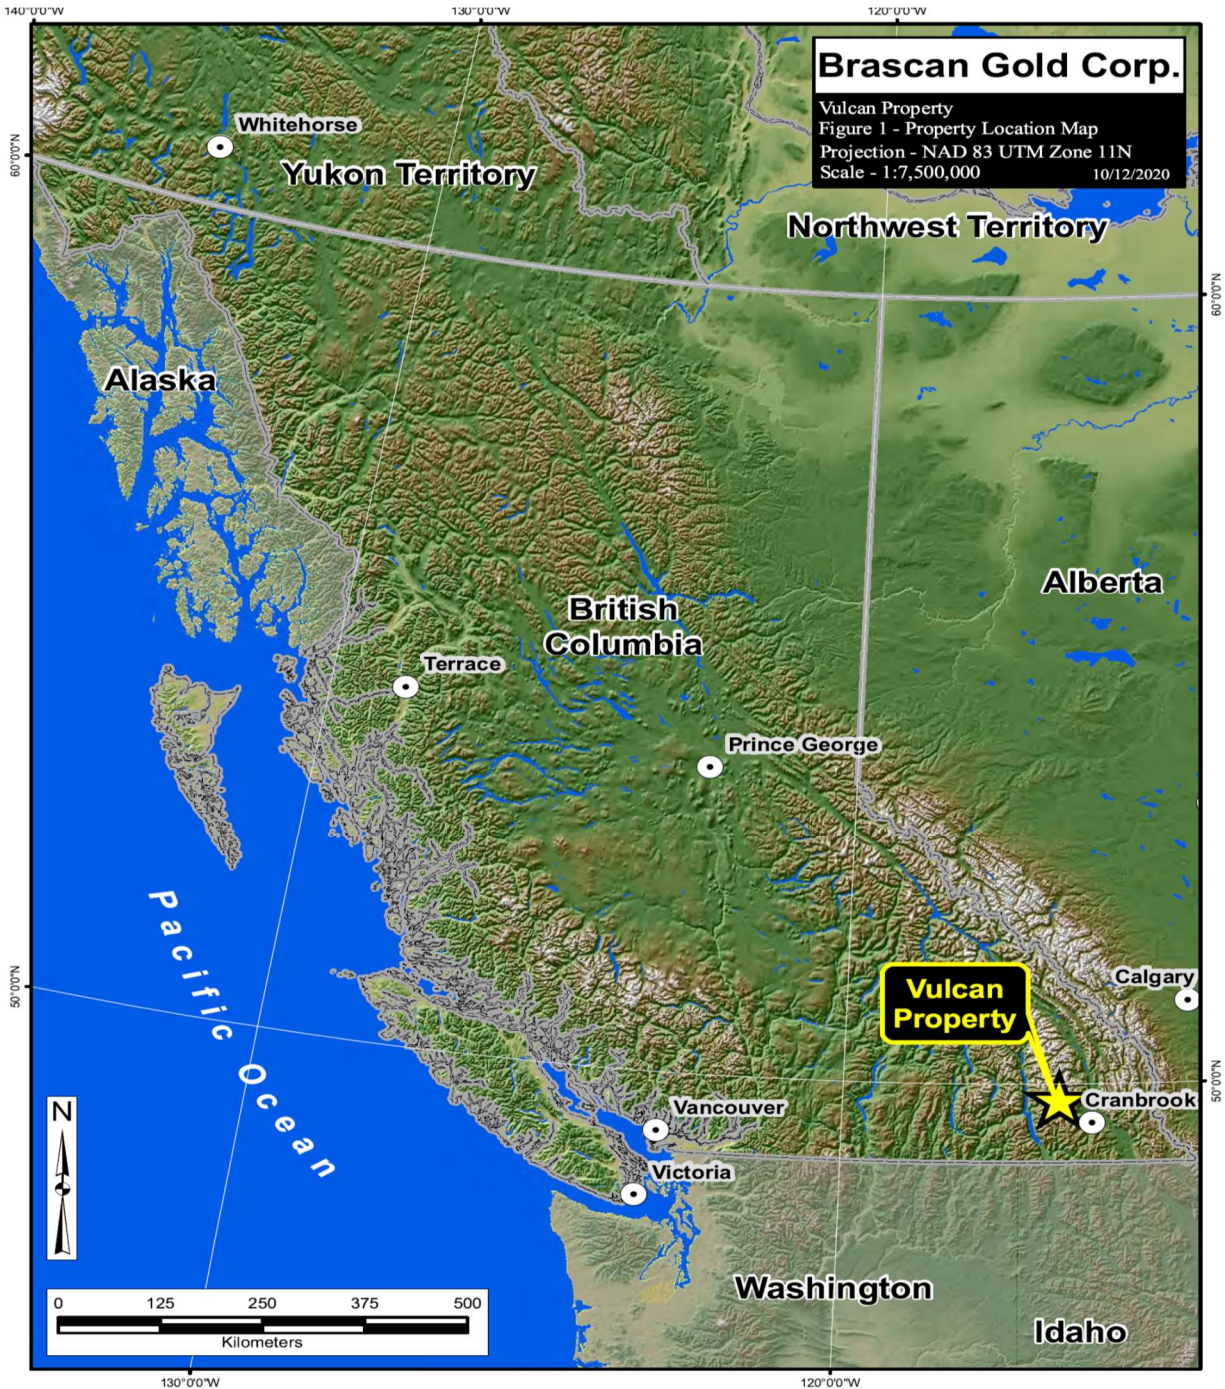 140°0'0"W
130°0'0"W
120°0'0"W
Brascan Gold Corp.
Vulcan Property
Figure 1 - Property Location Map
Projection - NAD 83 UTM Zone 11N
Scale - 1:7,500,000
10/12/2020
Whitehorse
60°0'0"N
Yukon Territory
Northwest Territory
60°0'0"N
Alaska
Alberta
British
Columbia
Terrace
Prince George
Pacific Ocean
50°0'0"N
Calgary
Vulcan
Property
50°0'0"N
Cranbrook
N
Vancouver
Victoria
Washington
Idaho
0 125 250 375 500
Kilometers
130°0'0"W
120°0'0"W